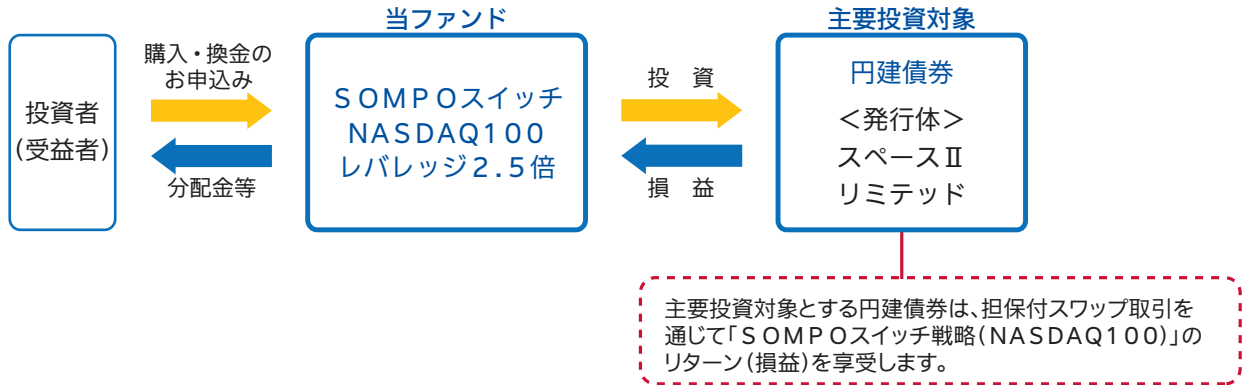 当ファンド
主要投資対象
投資者
(受益者)
購入・換金の
お申込み
分配金等
SOMPOスイッチ
NASDAQ100
レバレッジ2.5倍
投 資
損 益
円建債券
<発行体>
スペースⅡ
リミテッド
主要投資対象とする円建債券は、担保付スワップ取引を
通じて「SOMPOスイッチ戦略(NASDAQ100)」の
リターン(損益)を享受します。